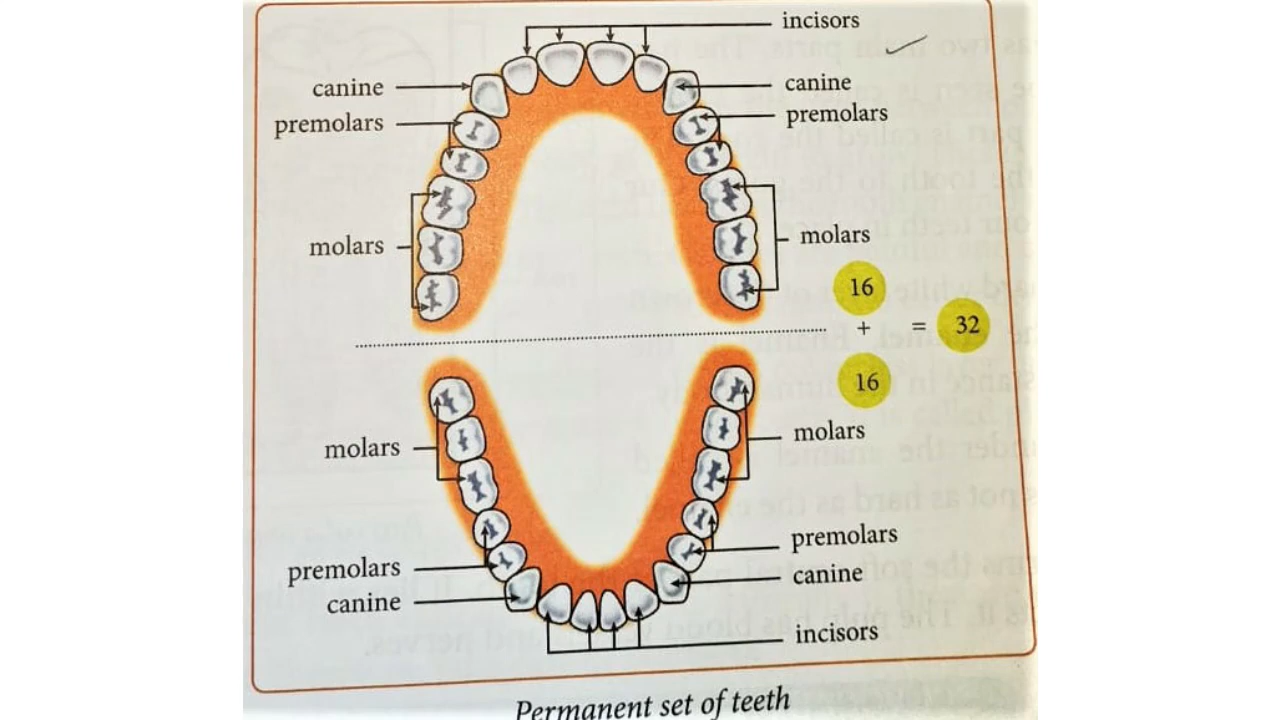 incisors
canine
canine
premolars
premolars
molars
molars
16
+ = 32
16
molars
molars
premolars
premolars
canine
canine
incisors
Permanent set of teeth